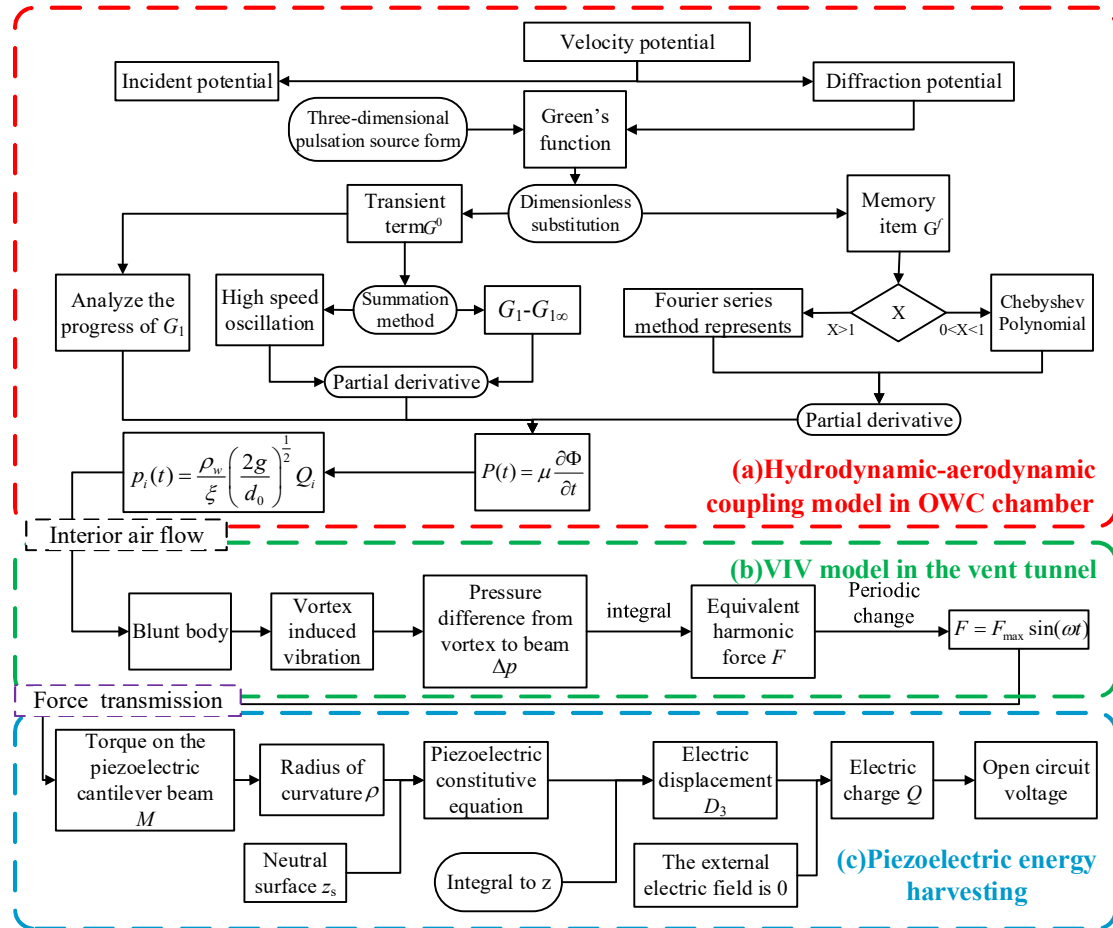 Velocity potential
Incident potential
Diffraction potential
Three-dimensional
pulsation source form
Green's
function
Dimensionless
substitution
Transient
termG⁰
Memory
item Gᶠ
Analyze the
progress of G₁
High speed
oscillation
Summation
method
G₁-G₁∞
Fourier series
method represents
X>1
X
0<X<1
Chebyshev
Polynomial
Partial derivative
Partial derivative
pᵢ(t) = ρ_w/ξ (2g/d₀)^(1/2) Qᵢ
P(t) = μ ∂Φ/∂t
(a)Hydrodynamic-aerodynamic
coupling model in OWC chamber
Interior air flow
(b)VIV model in the vent tunnel
Blunt body
Vortex
induced
vibration
Pressure
difference from
vortex to beam
Δp
integral
Equivalent
harmonic
force F
Periodic
change
F = F_max sin(ωt)
Force transmission
Torque on the
piezoelectric
cantilever beam
M
Radius of
curvature ρ
Piezoelectric
constitutive
equation
Electric
displacement
D₃
Electric
charge Q
Open circuit
voltage
Neutral
surface zₛ
Integral to z
The external
electric field is 0
(c)Piezoelectric energy
harvesting